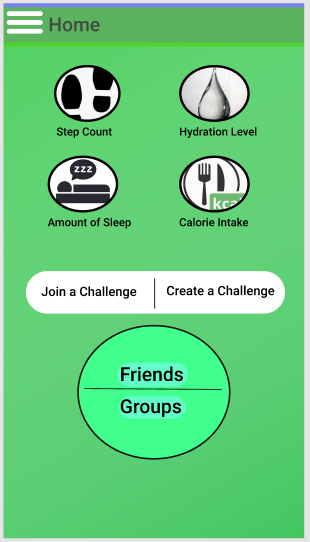 Home
Step Count
Hydration Level
zzz
Amount of Sleep
kcal
Calorie Intake
Join a Challenge
Create a Challenge
Friends
Groups